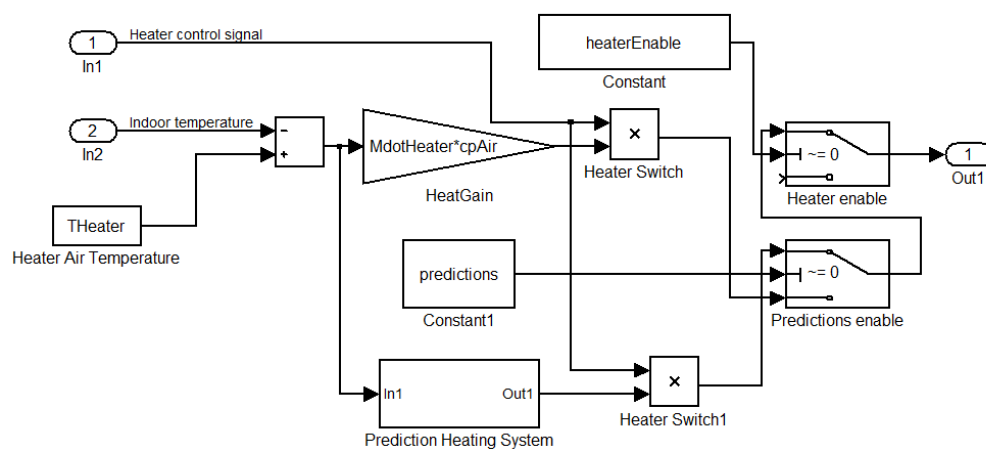 1
Heater control signal
In1
heaterEnable
Constant
2
Indoor temperature
In2
-
+
MdotHeater*cpAir
HeatGain
×
Heater Switch
~= 0
Heater enable
1
Out1
THeater
Heater Air Temperature
predictions
Constant1
~= 0
Predictions enable
In1
Out1
Prediction Heating System
×
Heater Switch1